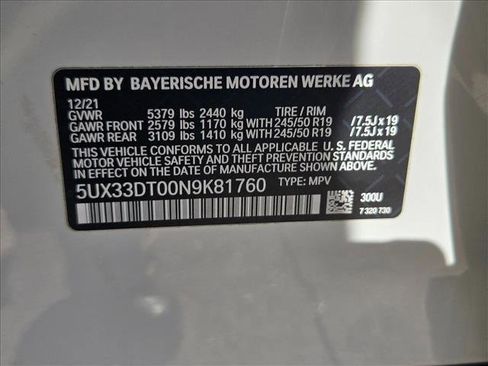 MFD BY BAYERISCHE MOTOREN WERKE AG
12/21
GVWR 5379 lbs 2440 kg TIRE / RIM
GAWR FRONT 2579 lbs 1170 kg WITH 245/50 R19 /7.5J x 19
GAWR REAR 3109 lbs 1410 kg WITH 245/50 R19 /7.5J x 19
THIS VEHICLE CONFORMS TO ALL APPLICABLE U. S. FEDERAL
MOTOR VEHICLE SAFETY AND THEFT PREVENTION STANDARDS
IN EFFECT ON THE DATE OF MANUFACTURE SHOWN ABOVE.
5UX33DT00N9K81760 TYPE: MPV
300U
7 320 730